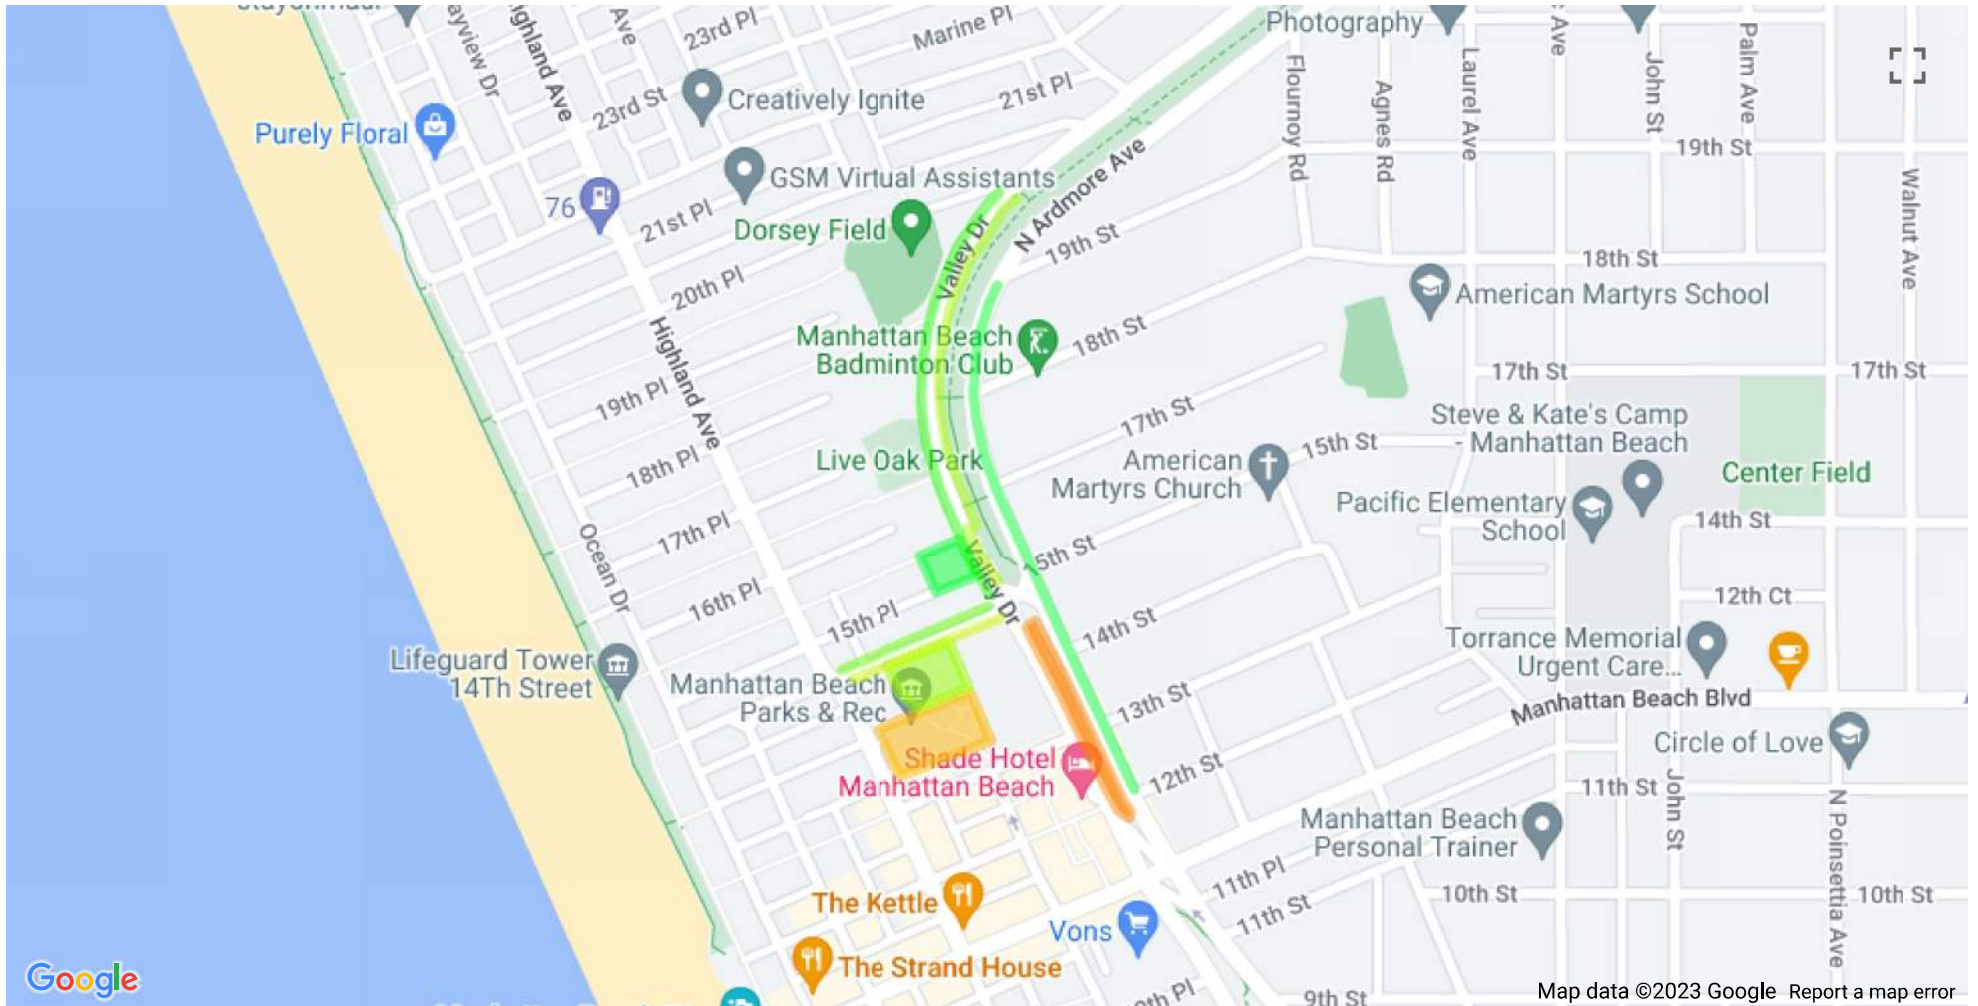 ayview Dr
ighland Ave
Ave
23rd Pl
Marine Pl
Photography
Ave
Laurel Ave
John St
Palm Ave
Purely Floral
23rd St
Creatively Ignite
21st Pl
Flournoy Rd
Agnes Rd
19th St
Walnut Ave
GSM Virtual Assistants
N Ardmore Ave
76
21st Pl
Dorsey Field
Valley Dr
19th St
18th St
20th Pl
American Martyrs School
Highland Ave
Manhattan Beach
Badminton Club
18th St
17th St
17th St
19th Pl
17th St
Steve & Kate's Camp
- Manhattan Beach
18th Pl
Live Oak Park
American
Martyrs Church
15th St
Center Field
Pacific Elementary
School
14th St
17th Pl
Ocean Dr
Valley Dr
15th St
16th Pl
12th Ct
15th Pl
14th St
Torrance Memorial
Urgent Care...
Lifeguard Tower
14Th Street
Manhattan Beach
Parks & Rec
13th St
Manhattan Beach Blvd
Circle of Love
Shade Hotel
Manhattan Beach
12th St
11th St
John St
N Poinsettia Ave
Manhattan Beach
Personal Trainer
11th Pl
10th St
10th St
The Kettle
11th St
Vons
The Strand House
Google
9th St
Map data ©2023 Google
Report a map error